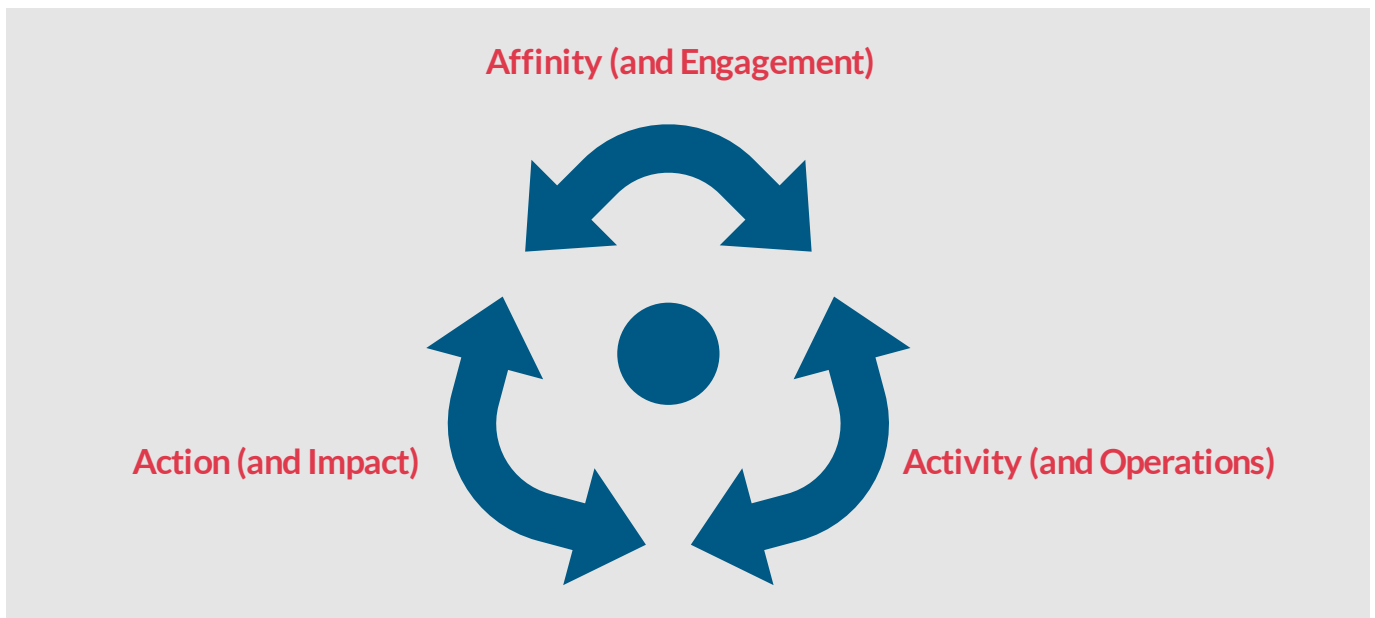 Affinity (and Engagement)
Action (and Impact)
Activity (and Operations)